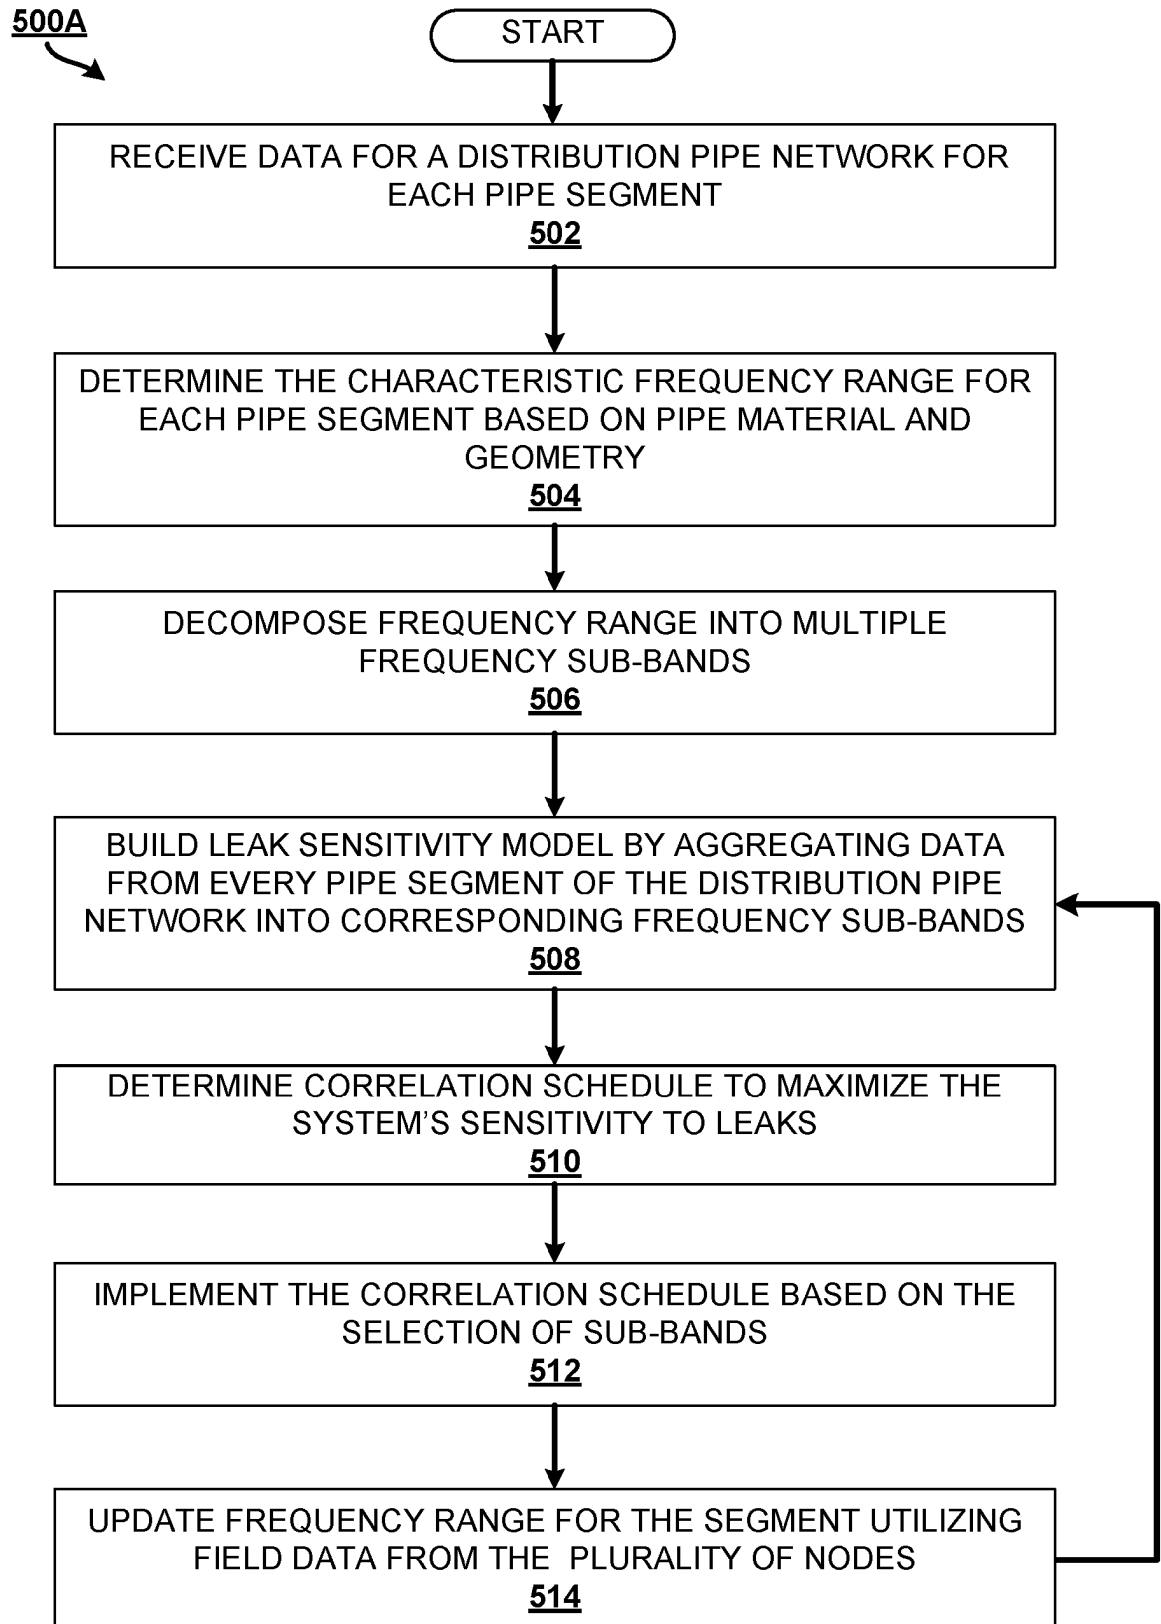 500A
START
RECEIVE DATA FOR A DISTRIBUTION PIPE NETWORK FOR
EACH PIPE SEGMENT
502
DETERMINE THE CHARACTERISTIC FREQUENCY RANGE FOR
EACH PIPE SEGMENT BASED ON PIPE MATERIAL AND
GEOMETRY
504
DECOMPOSE FREQUENCY RANGE INTO MULTIPLE
FREQUENCY SUB-BANDS
506
BUILD LEAK SENSITIVITY MODEL BY AGGREGATING DATA
FROM EVERY PIPE SEGMENT OF THE DISTRIBUTION PIPE
NETWORK INTO CORRESPONDING FREQUENCY SUB-BANDS
508
DETERMINE CORRELATION SCHEDULE TO MAXIMIZE THE
SYSTEM'S SENSITIVITY TO LEAKS
510
IMPLEMENT THE CORRELATION SCHEDULE BASED ON THE
SELECTION OF SUB-BANDS
512
UPDATE FREQUENCY RANGE FOR THE SEGMENT UTILIZING
FIELD DATA FROM THE PLURALITY OF NODES
514